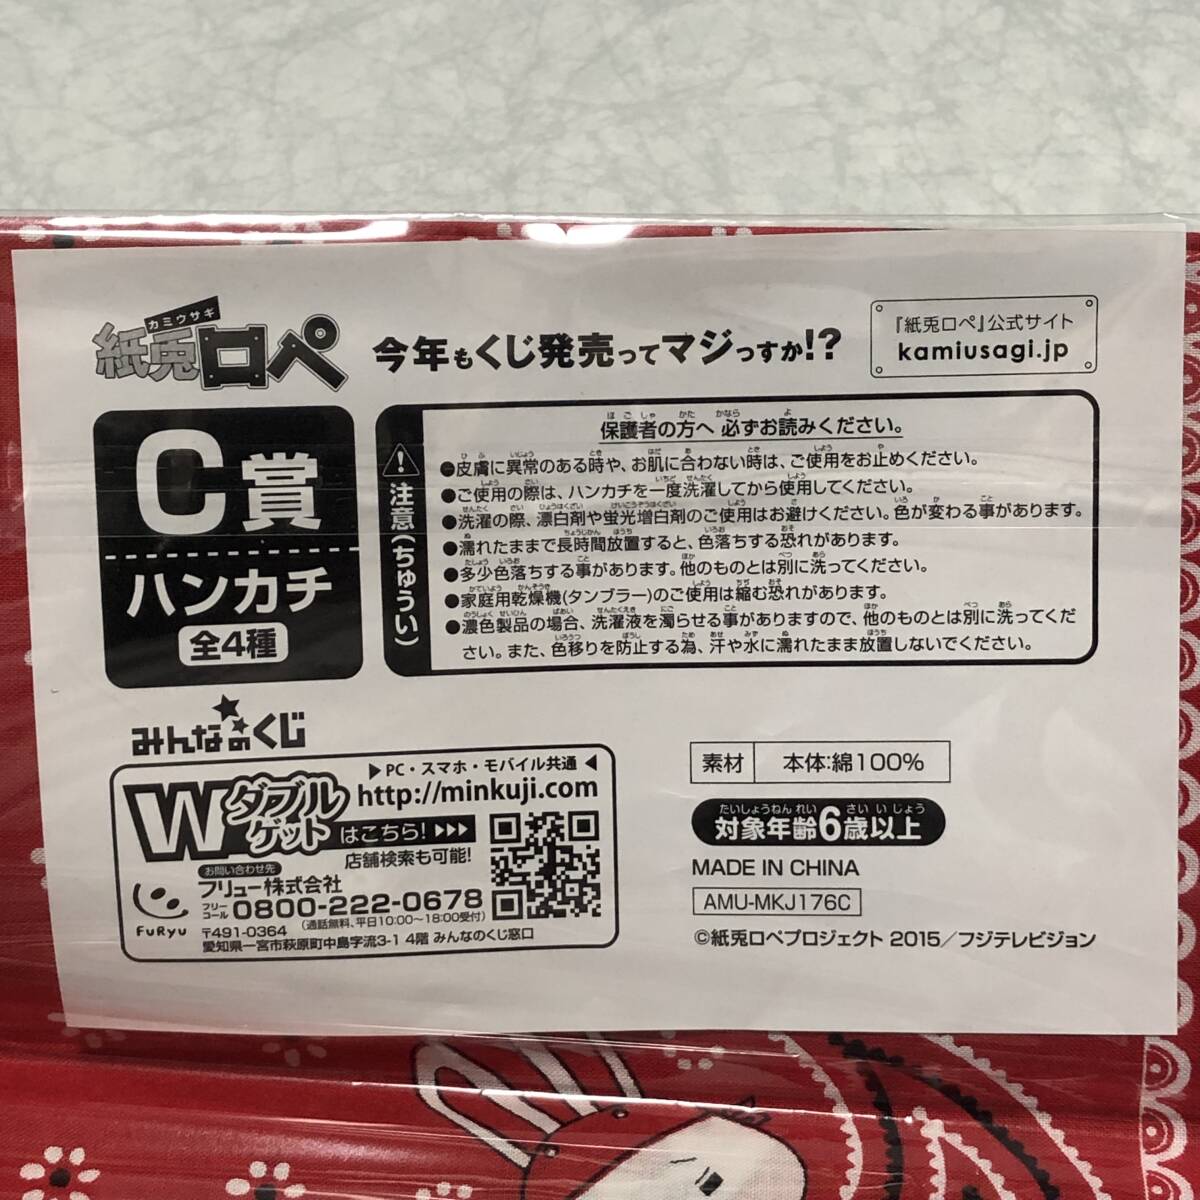 カミウサギ
紙兎ロペ
今年もくじ発売ってマジっすか!?
『紙兎ロペ』公式サイト
kamiusagi.jp
C賞
ハンカチ
全4種
注意(ちゅうい)
保護者の方へ 必ずお読みください。
●皮膚に異常のある時や、お肌に合わない時は、ご使用をお止めください。
●ご使用の際は、ハンカチを一度洗濯してから使用してください。
●洗濯の際、漂白剤や蛍光増白剤のご使用はお避けください。色が変わる事があります。
●濡れたままで長時間放置すると、色落ちする恐れがあります。
●多少色落ちする事があります。他のものとは別に洗ってください。
●家庭用乾燥機(タンブラー)のご使用は縮む恐れがあります。
●濃色製品の場合、洗濯液を濁らせる事がありますので、他のものとは別に洗ってくだ
さい。また、色移りを防止する為、汗や水に濡れたまま放置しないでください。
みんなのくじ
▶PC・スマホ・モバイル共通◀
Wダブルゲットはこちら!▶▶▶
http://minkuji.com
店舗検索も可能!
お問い合わせ先
フリュー株式会社
フリーコール 0800-222-0678
(通話無料、平日10:00~18:00受付)
FuRyu
〒491-0364
愛知県一宮市萩原町中島字流3-1 4階 みんなのくじ窓口
素材 本体:綿100%
たいしょうねんれい さい いじょう
対象年齢6歳以上
MADE IN CHINA
AMU-MKJ176C
©紙兎ロペプロジェクト 2015/フジテレビジョン